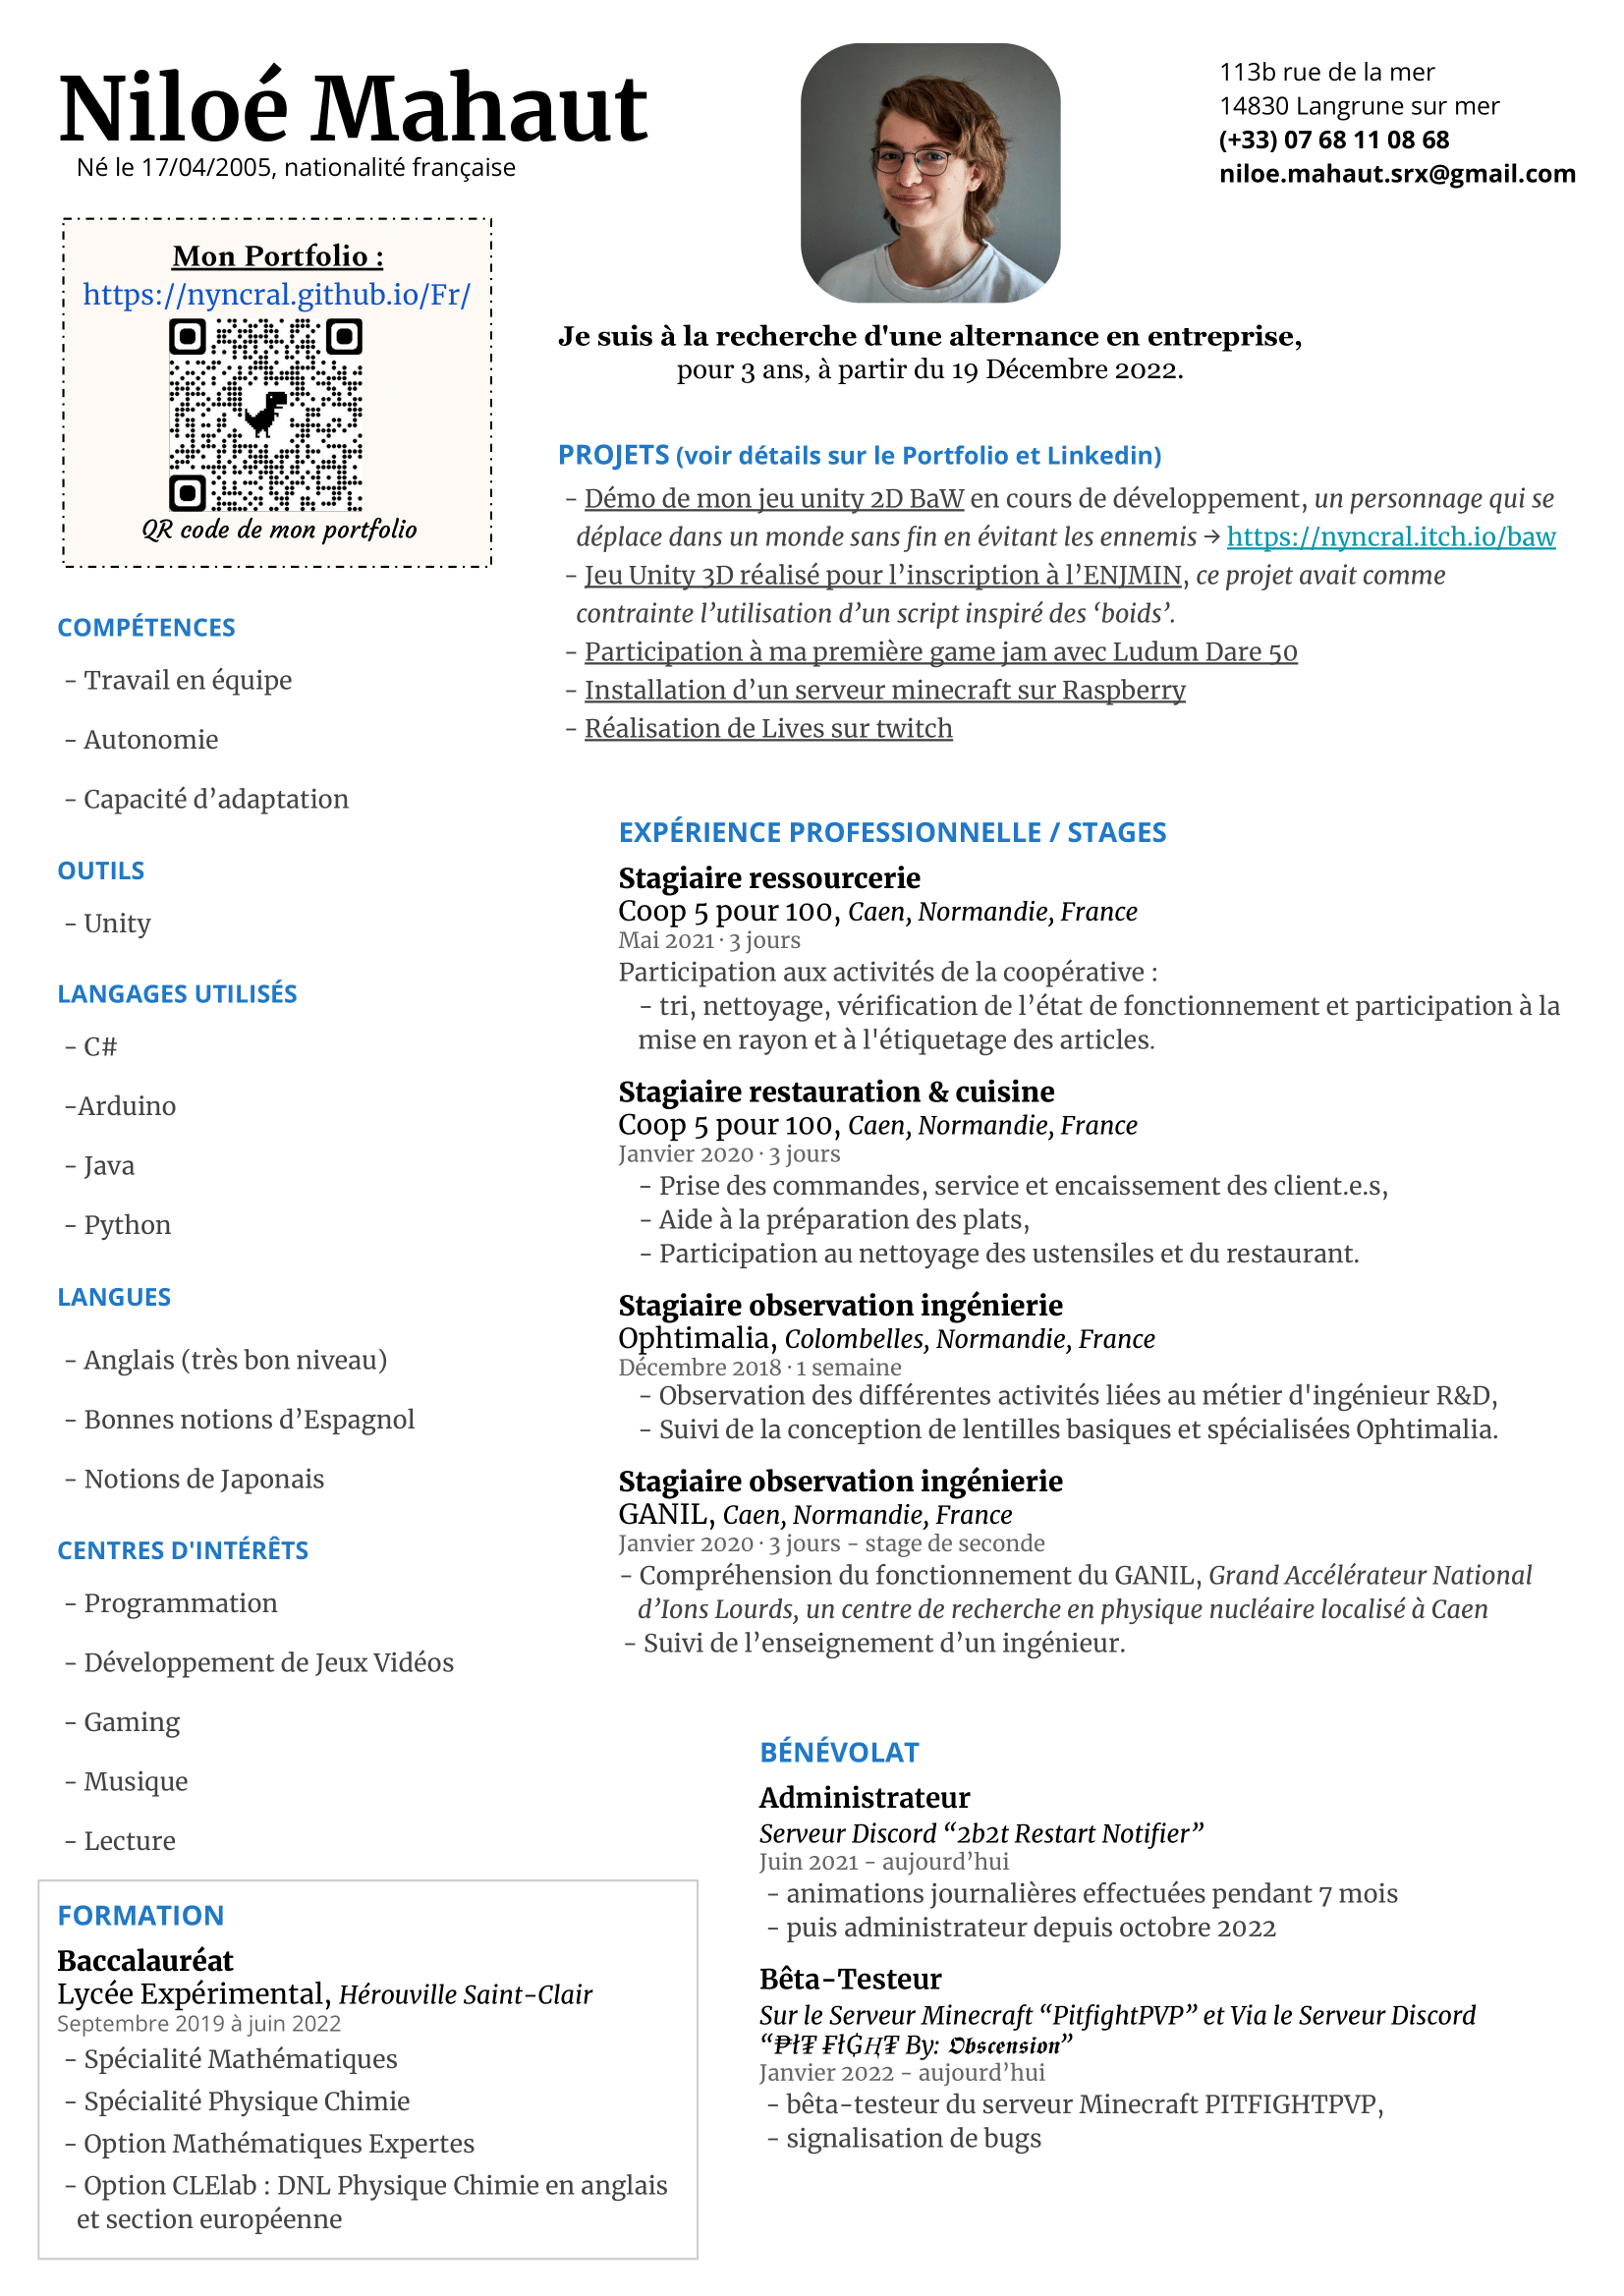 Niloé Mahaut
Né le 17/04/2005, nationalité française
113b rue de la mer
14830 Langrune sur mer
(+33) 07 68 11 08 68
niloe.mahaut.srx@gmail.com
Mon Portfolio :
https://nyncral.github.io/Fr/
QR code de mon portfolio
Je suis à la recherche d'une alternance en entreprise,
pour 3 ans, à partir du 19 Décembre 2022.
COMPÉTENCES
- Travail en équipe
- Autonomie
- Capacité d’adaptation
OUTILS
- Unity
LANGAGES UTILISÉS
- C#
-Arduino
- Java
- Python
LANGUES
- Anglais (très bon niveau)
- Bonnes notions d’Espagnol
- Notions de Japonais
CENTRES D'INTÉRÊTS
- Programmation
- Développement de Jeux Vidéos
- Gaming
- Musique
- Lecture
FORMATION
Baccalauréat
Lycée Expérimental, Hérouville Saint-Clair
Septembre 2019 à juin 2022
- Spécialité Mathématiques
- Spécialité Physique Chimie
- Option Mathématiques Expertes
- Option CLElab : DNL Physique Chimie en anglais
et section européenne
PROJETS (voir détails sur le Portfolio et Linkedin)
- Démo de mon jeu unity 2D BaW en cours de développement, un personnage qui se
déplace dans un monde sans fin en évitant les ennemis → https://nyncral.itch.io/baw
- Jeu Unity 3D réalisé pour l’inscription à l’ENJMIN, ce projet avait comme
contrainte l’utilisation d’un script inspiré des ‘boids’.
- Participation à ma première game jam avec Ludum Dare 50
- Installation d’un serveur minecraft sur Raspberry
- Réalisation de Lives sur twitch
EXPÉRIENCE PROFESSIONNELLE / STAGES
Stagiaire ressourcerie
Coop 5 pour 100, Caen, Normandie, France
Mai 2021 · 3 jours
Participation aux activités de la coopérative :
- tri, nettoyage, vérification de l’état de fonctionnement et participation à la
mise en rayon et à l'étiquetage des articles.
Stagiaire restauration & cuisine
Coop 5 pour 100, Caen, Normandie, France
Janvier 2020 · 3 jours
- Prise des commandes, service et encaissement des client.e.s,
- Aide à la préparation des plats,
- Participation au nettoyage des ustensiles et du restaurant.
Stagiaire observation ingénierie
Ophtimalia, Colombelles, Normandie, France
Décembre 2018 · 1 semaine
- Observation des différentes activités liées au métier d'ingénieur R&D,
- Suivi de la conception de lentilles basiques et spécialisées Ophtimalia.
Stagiaire observation ingénierie
GANIL, Caen, Normandie, France
Janvier 2020 · 3 jours - stage de seconde
- Compréhension du fonctionnement du GANIL, Grand Accélérateur National
d’Ions Lourds, un centre de recherche en physique nucléaire localisé à Caen
- Suivi de l’enseignement d’un ingénieur.
BÉNÉVOLAT
Administrateur
Serveur Discord “2b2t Restart Notifier”
Juin 2021 - aujourd’hui
- animations journalières effectuées pendant 7 mois
- puis administrateur depuis octobre 2022
Bêta-Testeur
Sur le Serveur Minecraft “PitfightPVP” et Via le Serveur Discord
“₱ł₮ ₣ł₲Ⱨ₮ By: 𝕺𝖇𝖘𝖈𝖊𝖓𝖘𝖎𝖔𝖓”
Janvier 2022 - aujourd’hui
- bêta-testeur du serveur Minecraft PITFIGHTPVP,
- signalisation de bugs